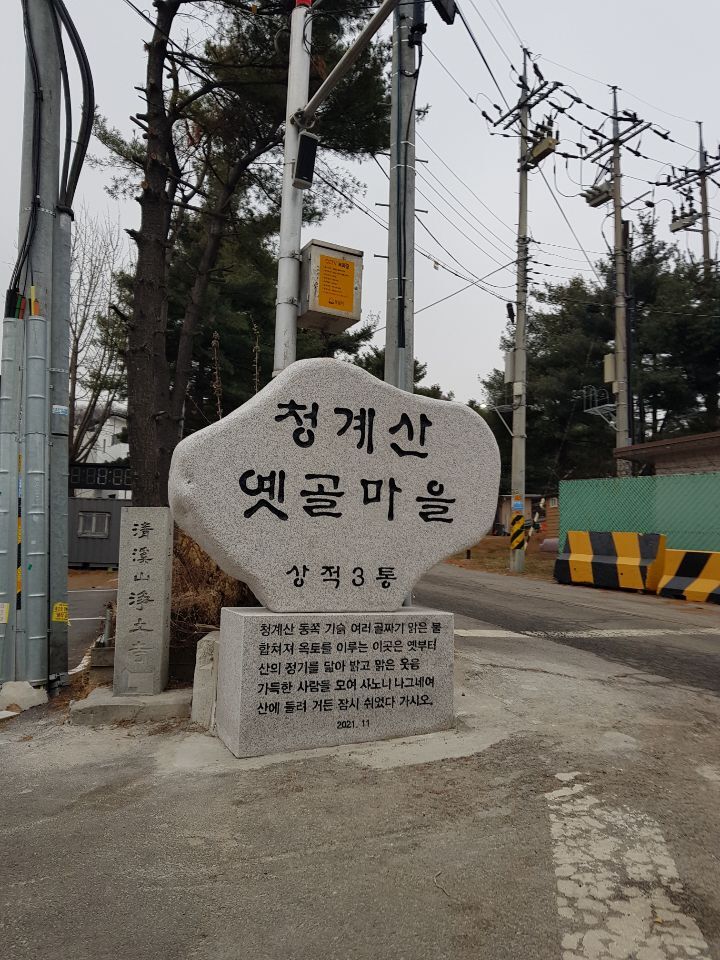 청계산
옛골마을
상적3통
청계산 동쪽 기슭 여러 골짜기 맑은 물
합쳐져 옥토를 이루는 이곳은 옛부터
산의 정기를 닮아 밝고 맑은 웃음
가득한 사람들 모여 사노니 나그네여
산에 들려 거든 잠시 쉬었다 가시오.
2021. 11
淸溪山淨土寺
CCTV